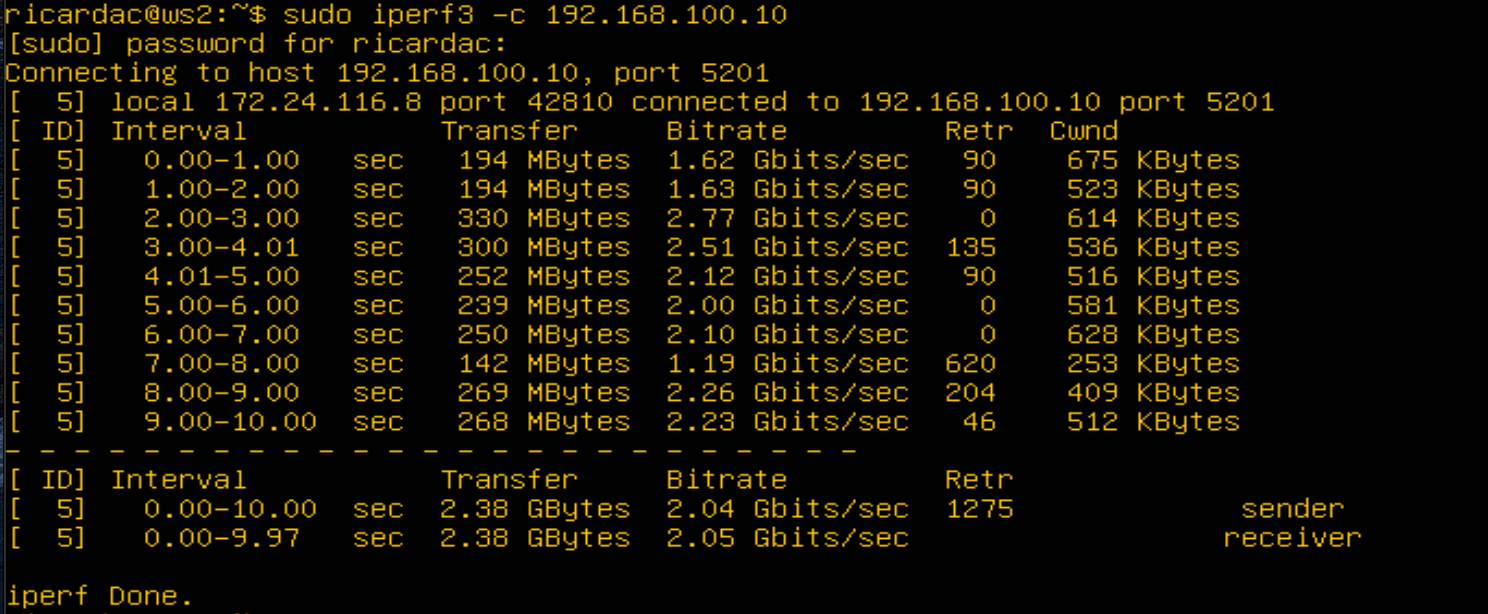 ricardac@ws2:~$ sudo iperf3 -c 192.168.100.10
[sudo] password for ricardac:
Connecting to host 192.168.100.10, port 5201
[  5] local 172.24.116.8 port 42810 connected to 192.168.100.10 port 5201
[ ID] Interval           Transfer     Bitrate         Retr  Cwnd
[  5]   0.00-1.00   sec   194 MBytes  1.62 Gbits/sec   90    675 KBytes
[  5]   1.00-2.00   sec   194 MBytes  1.63 Gbits/sec   90    523 KBytes
[  5]   2.00-3.00   sec   330 MBytes  2.77 Gbits/sec    0    614 KBytes
[  5]   3.00-4.01   sec   300 MBytes  2.51 Gbits/sec  135    536 KBytes
[  5]   4.01-5.00   sec   252 MBytes  2.12 Gbits/sec   90    516 KBytes
[  5]   5.00-6.00   sec   239 MBytes  2.00 Gbits/sec    0    581 KBytes
[  5]   6.00-7.00   sec   250 MBytes  2.10 Gbits/sec    0    628 KBytes
[  5]   7.00-8.00   sec   142 MBytes  1.19 Gbits/sec  620    253 KBytes
[  5]   8.00-9.00   sec   269 MBytes  2.26 Gbits/sec  204    409 KBytes
[  5]   9.00-10.00  sec   268 MBytes  2.23 Gbits/sec   46    512 KBytes
- - - - - - - - - - - - - - - - - - - - - - - - -
[ ID] Interval           Transfer     Bitrate         Retr
[  5]   0.00-10.00  sec  2.38 GBytes  2.04 Gbits/sec  1275             sender
[  5]   0.00-9.97   sec  2.38 GBytes  2.05 Gbits/sec                  receiver
iperf Done.